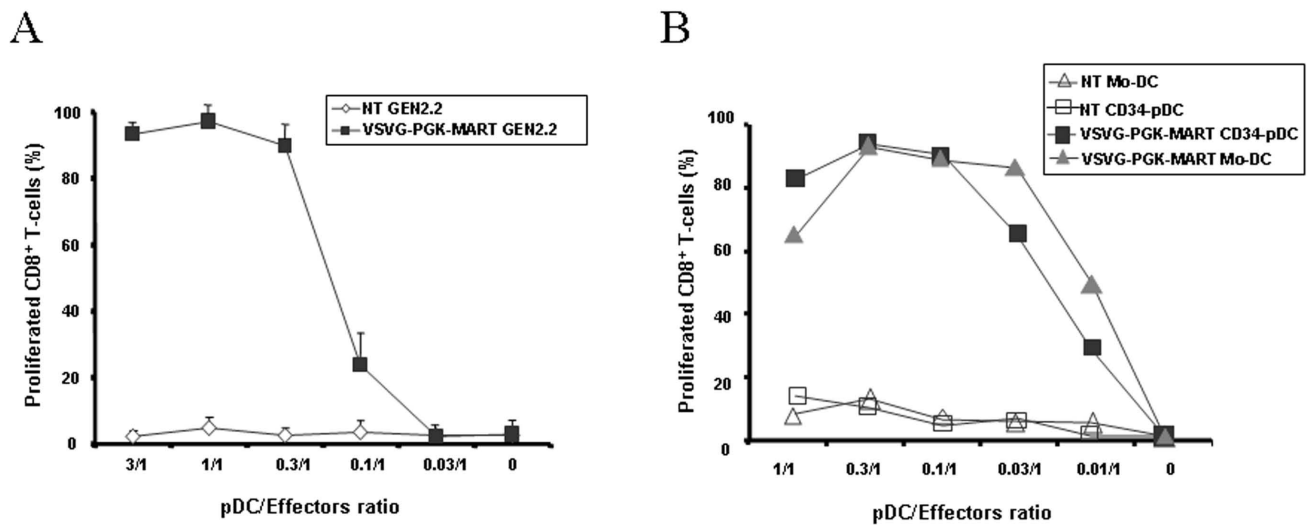 A
NT GEN2.2
VSVG-PGK-MART GEN2.2
Proliferated CD8⁺ T-cells (%)
100
80
60
40
20
0
3/1 1/1 0.3/1 0.1/1 0.03/1 0
pDC/Effectors ratio
B
NT Mo-DC
NT CD34-pDC
VSVG-PGK-MART CD34-pDC
VSVG-PGK-MART Mo-DC
Proliferated CD8⁺ T-cells (%)
100
80
60
40
20
0
1/1 0.3/1 0.1/1 0.03/1 0.01/1 0
pDC/Effectors ratio